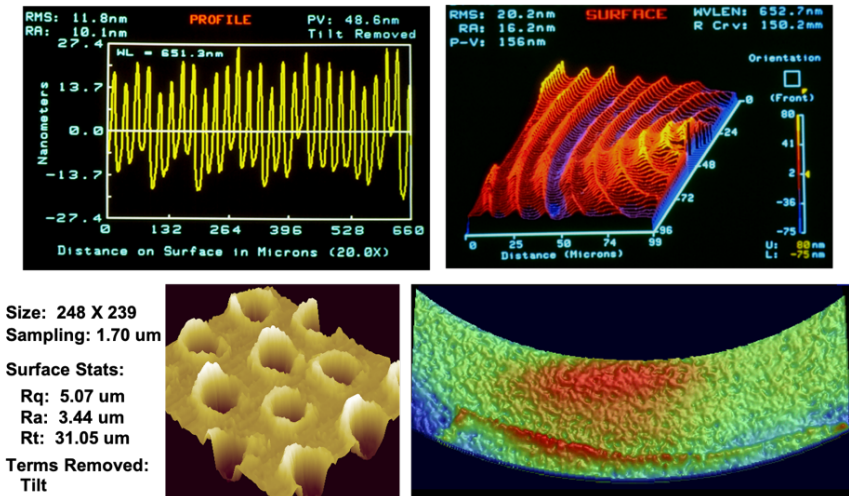 RMS: 11.8nm
RA: 10.1nm
PROFILE
PV: 48.6nm
Tilt Removed
WL = 651.3nm
Nanometers
27.4
13.7
0.0
-13.7
-27.4
0 132 264 396 528 660
Distance on Surface in Microns (20.0X)
RMS: 20.2nm
RA: 16.2nm
P-V: 156nm
SURFACE
WVLEN: 652.7nm
R Crv: 150.2mm
Orientation
(Front)
0
24
48
72
96
0 25 50 74 99
Distance (Microns)
80
41
2
-36
-75
U: 80nm
L: -75nm
Size: 248 X 239
Sampling: 1.70 um
Surface Stats:
Rq: 5.07 um
Ra: 3.44 um
Rt: 31.05 um
Terms Removed:
Tilt